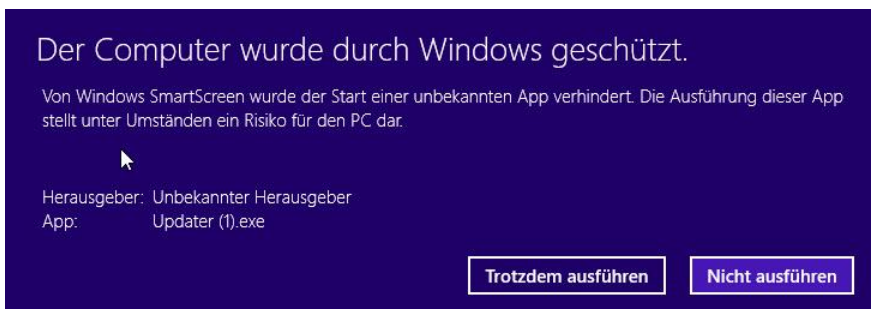 Der Computer wurde durch Windows geschützt.
Von Windows SmartScreen wurde der Start einer unbekannten App verhindert. Die Ausführung dieser App
stellt unter Umständen ein Risiko für den PC dar.
Herausgeber: Unbekannter Herausgeber
App: Updater (1).exe
Trotzdem ausführen Nicht ausführen